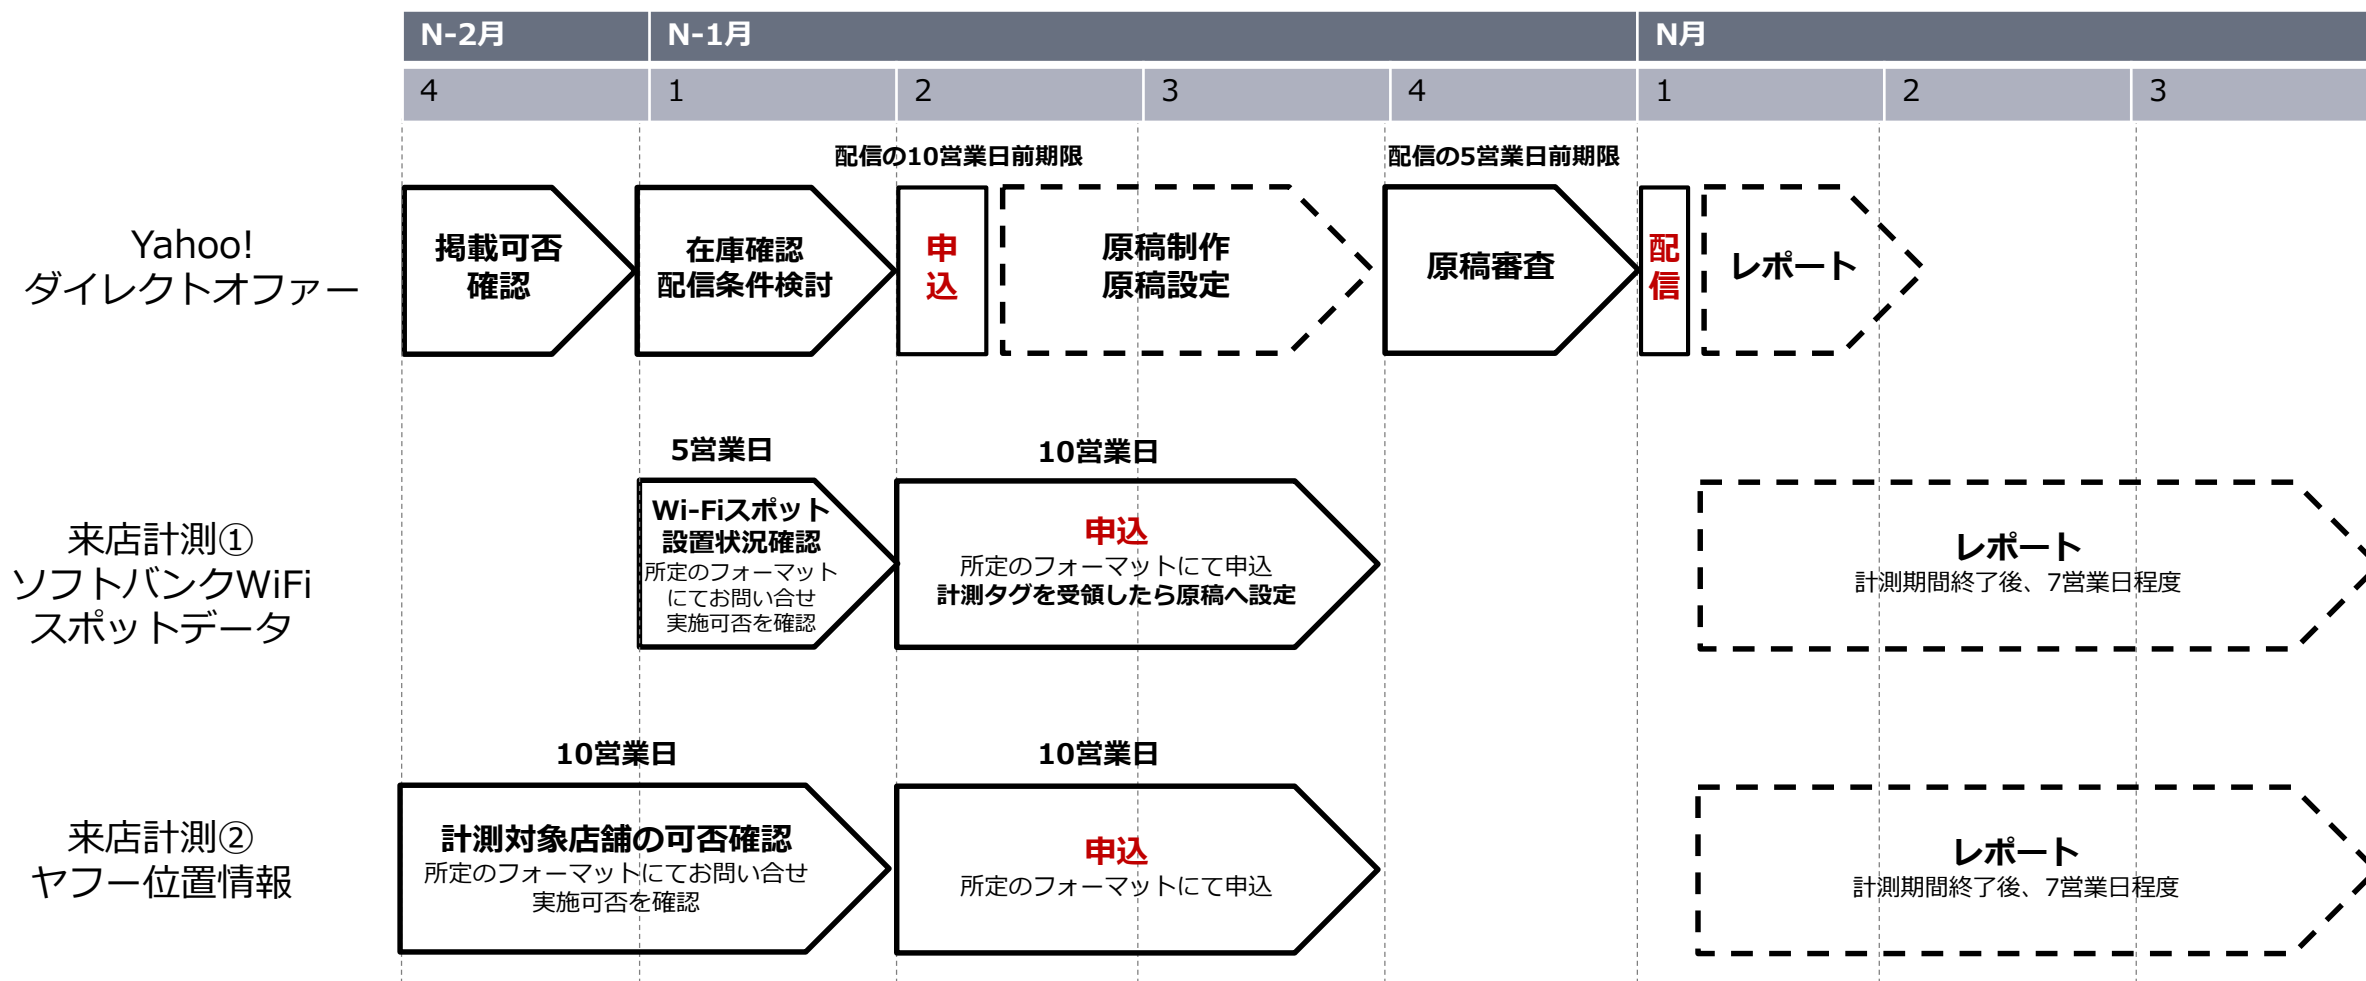 N-2月
N-1月
N月
4
1
2
3
4
1
2
3
配信の10営業日前期限
配信の5営業日前期限
Yahoo!
ダイレクトオファー
掲載可否
確認
在庫確認
配信条件検討
申
込
原稿制作
原稿設定
原稿審査
配
信
レポート
5営業日
10営業日
来店計測①
ソフトバンクWiFi
スポットデータ
Wi-Fiスポット
設置状況確認
所定のフォーマット
にてお問い合せ
実施可否を確認
申込
所定のフォーマットにて申込
計測タグを受領したら原稿へ設定
レポート
計測期間終了後、7営業日程度
10営業日
10営業日
来店計測②
ヤフー位置情報
計測対象店舗の可否確認
所定のフォーマットにてお問い合せ
実施可否を確認
申込
所定のフォーマットにて申込
レポート
計測期間終了後、7営業日程度